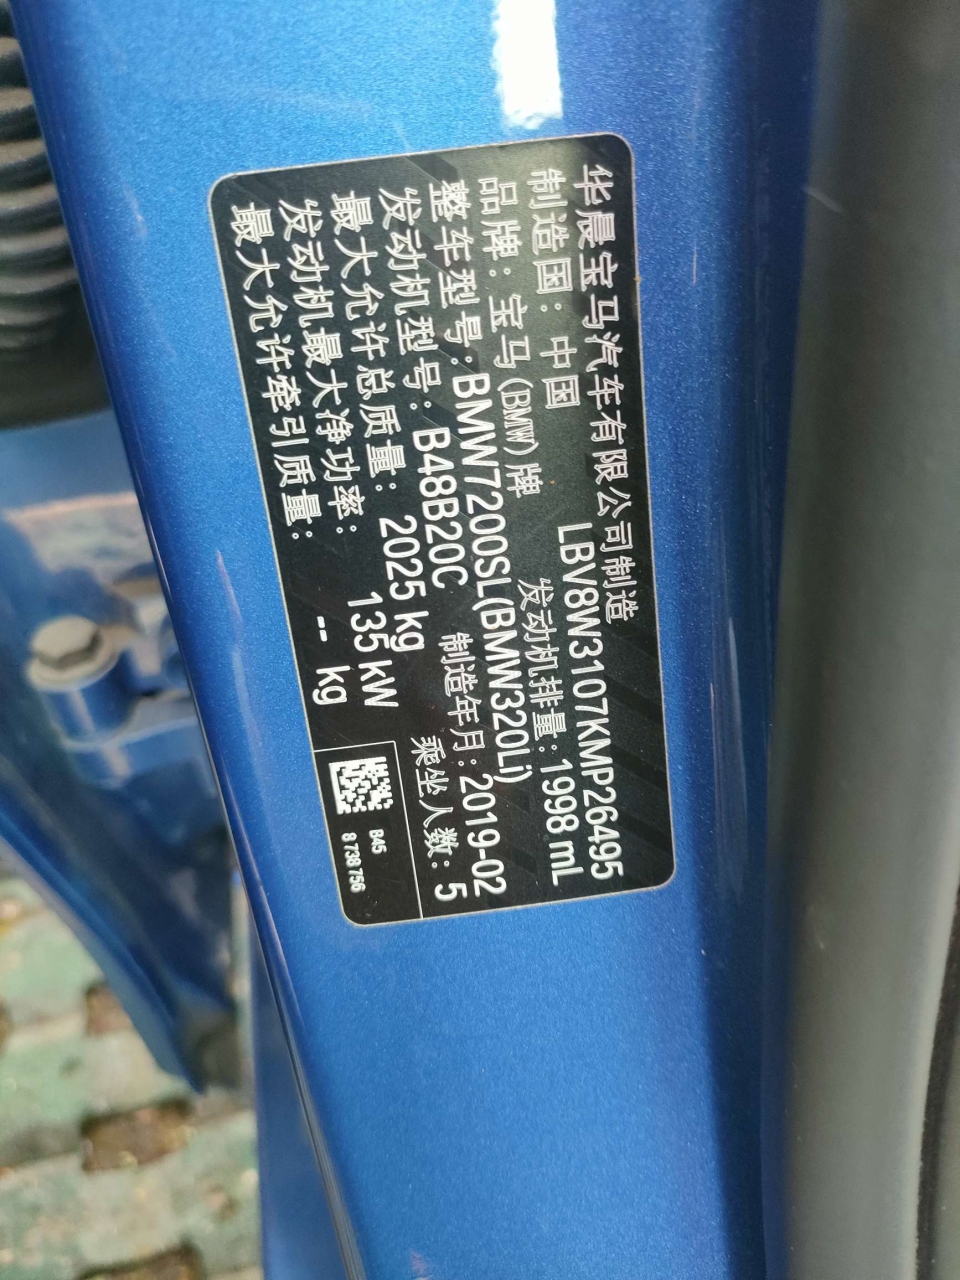 华晨宝马汽车有限公司制造
LBV8W3107KMP26495
制造国：中国
发动机排量：1998 mL
品牌：宝马(BMW)牌
整车型号：BMW7200SL(BMW320Li)
制造年月：2019-02
发动机型号：B48B20C
乘坐人数：5
最大允许总质量：2025 kg
发动机最大净功率：135 kW
最大允许牵引质量：-- kg
B45
8 738 756